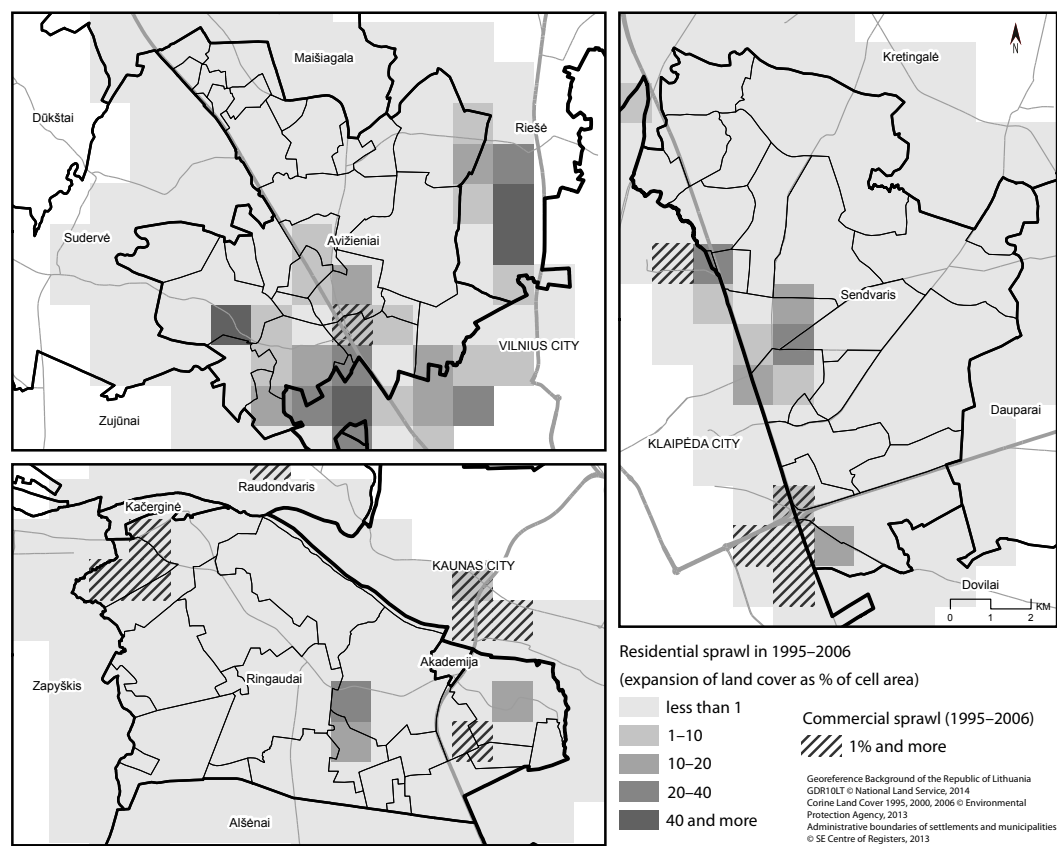 Maišiagala
Dūkštai
Riešė
Sudervė
Avižieniai
VILNIUS CITY
Zujūnai
Kretingalė
N
Sendvaris
Dauparai
KLAIPĖDA CITY
Dovilai
0 1 2 KM
Raudondvaris
Kačerginė
KAUNAS CITY
Akademija
Zapyškis
Ringaudai
Alšėnai
Residential sprawl in 1995–2006
(expansion of land cover as % of cell area)
less than 1
1–10
10–20
20–40
40 and more
Commercial sprawl (1995–2006)
1% and more
Georeference Background of the Republic of Lithuania
GDR10LT © National Land Service, 2014
Corine Land Cover 1995, 2000, 2006 © Environmental
Protection Agency, 2013
Administrative boundaries of settlements and municipalities
© SE Centre of Registers, 2013